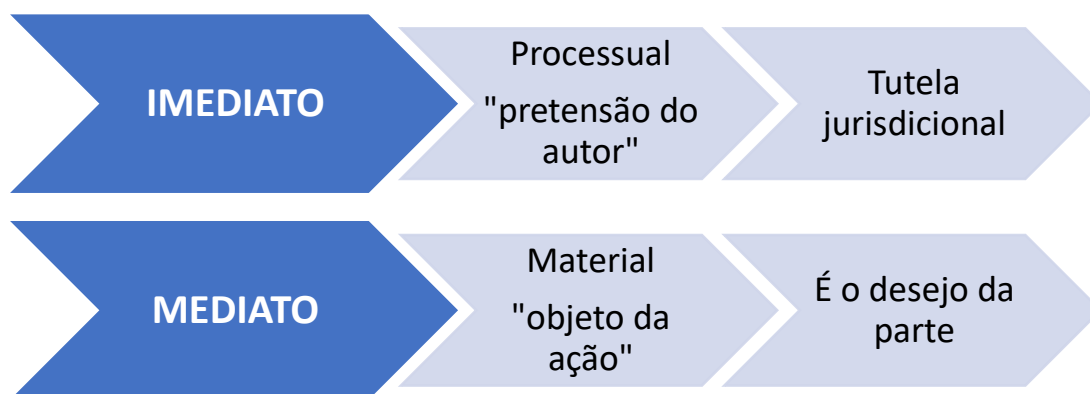 IMEDIATO
Processual
"pretensão do
autor"
Tutela
jurisdicional
MEDIATO
Material
"objeto da
ação"
É o desejo da
parte